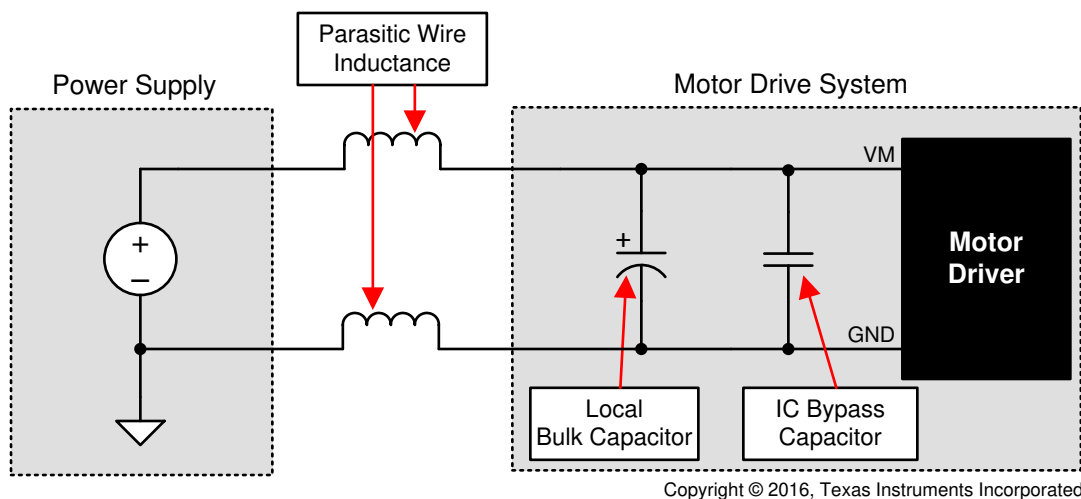 Parasitic Wire
Inductance
Power Supply
Motor Drive System
VM
+
–
+
Motor
Driver
GND
Local
Bulk Capacitor
IC Bypass
Capacitor
Copyright © 2016, Texas Instruments Incorporated